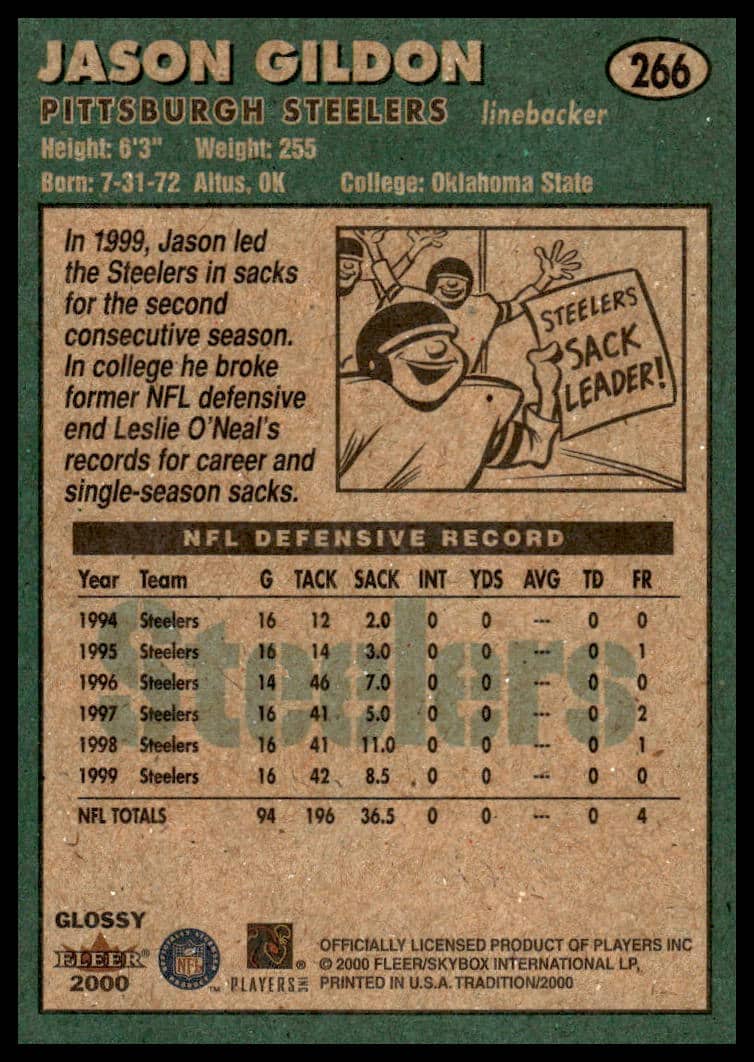 JASON GILDON
266
PITTSBURGH STEELERS linebacker
Height: 6'3" Weight: 255
Born: 7-31-72 Altus, OK College: Oklahoma State
In 1999, Jason led
the Steelers in sacks
for the second
consecutive season.
In college he broke
former NFL defensive
end Leslie O'Neal's
records for career and
single-season sacks.
STEELERS
SACK
LEADER!
NFL DEFENSIVE RECORD
Year Team G TACK SACK INT YDS AVG TD FR
1994 Steelers 16 12 2.0 0 0 --- 0 0
1995 Steelers 16 14 3.0 0 0 --- 0 1
1996 Steelers 14 46 7.0 0 0 --- 0 0
1997 Steelers 16 41 5.0 0 0 --- 0 2
1998 Steelers 16 41 11.0 0 0 --- 0 1
1999 Steelers 16 42 8.5 0 0 --- 0 0
NFL TOTALS 94 196 36.5 0 0 --- 0 4
Steelers
GLOSSY
FLEER®
2000
NFL
TM
PLAYERS INC
®
OFFICIALLY LICENSED PRODUCT OF PLAYERS INC
© 2000 FLEER/SKYBOX INTERNATIONAL LP,
PRINTED IN U.S.A. TRADITION/2000